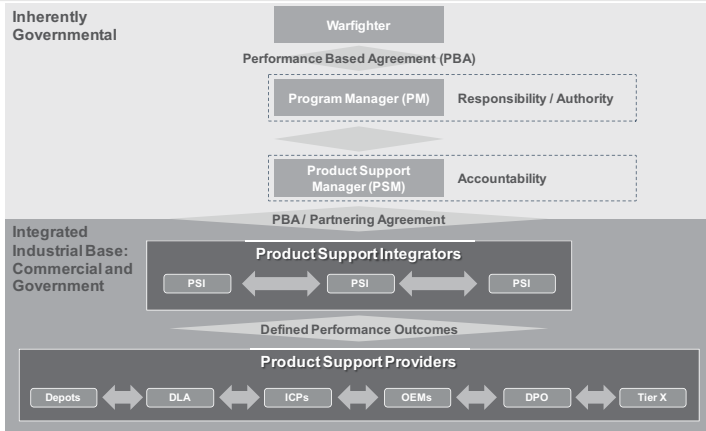 Inherently
Governmental
Warfighter
Performance Based Agreement (PBA)
Program Manager (PM)
Responsibility / Authority
Product Support
Manager (PSM)
Accountability
PBA / Partnering Agreement
Integrated
Industrial Base:
Commercial and
Government
Product Support Integrators
PSI
PSI
PSI
Defined Performance Outcomes
Product Support Providers
Depots
DLA
ICPs
OEMs
DPO
Tier X